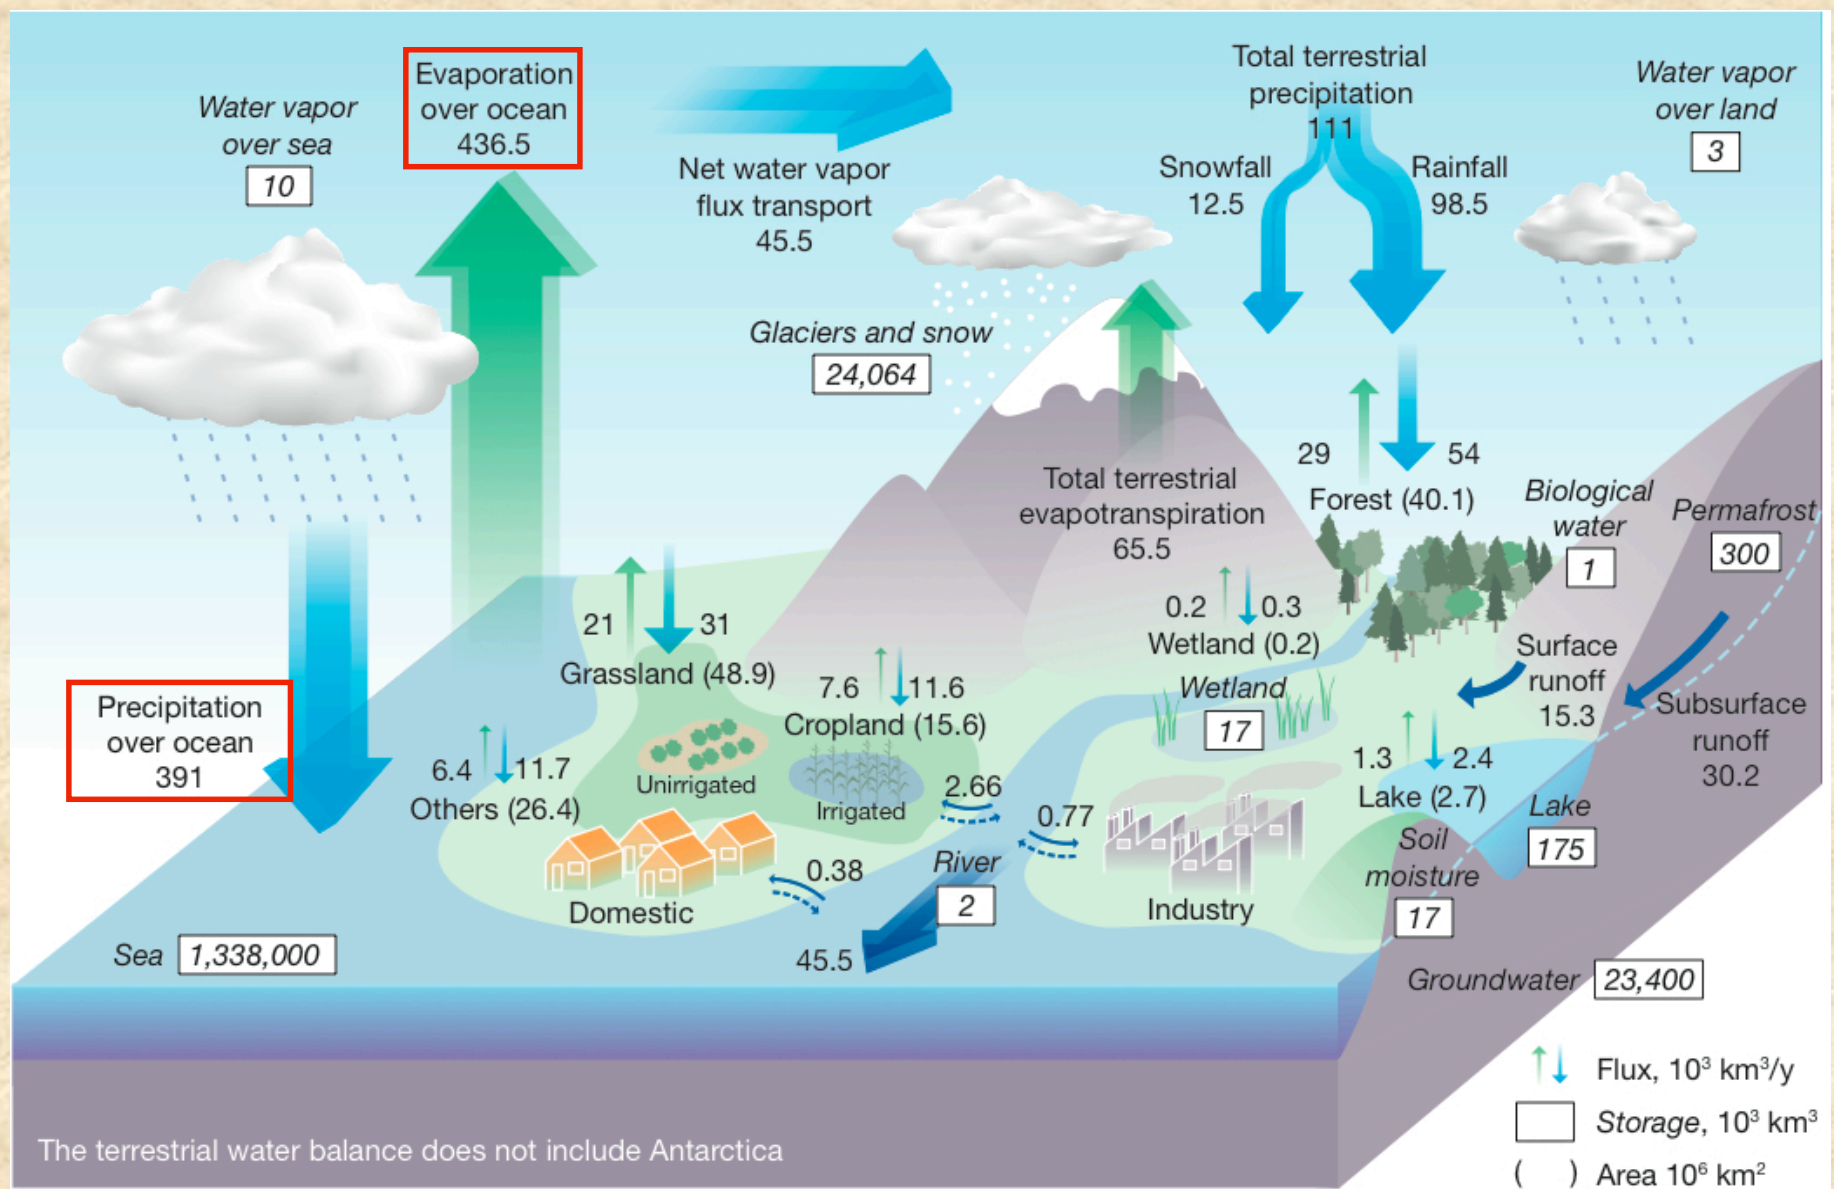 Evaporation
over ocean
436.5
Water vapor
over sea
10
Net water vapor
flux transport
45.5
Total terrestrial
precipitation
111
Snowfall
12.5
Rainfall
98.5
Water vapor
over land
3
Glaciers and snow
24,064
Total terrestrial
evapotranspiration
65.5
29
54
Forest (40.1)
Biological
water
1
Permafrost
300
21
31
Grassland (48.9)
0.2
0.3
Wetland (0.2)
Wetland
17
Surface
runoff
15.3
Subsurface
runoff
30.2
Precipitation
over ocean
391
7.6
11.6
Cropland (15.6)
6.4
11.7
Others (26.4)
Unirrigated
Irrigated
2.66
0.77
1.3
2.4
Lake (2.7)
Lake
175
Soil
moisture
17
0.38
River
2
Domestic
Industry
45.5
Sea 1,338,000
Groundwater 23,400
Flux, 10³ km³/y
Storage, 10³ km³
( ) Area 10⁶ km²
The terrestrial water balance does not include Antarctica